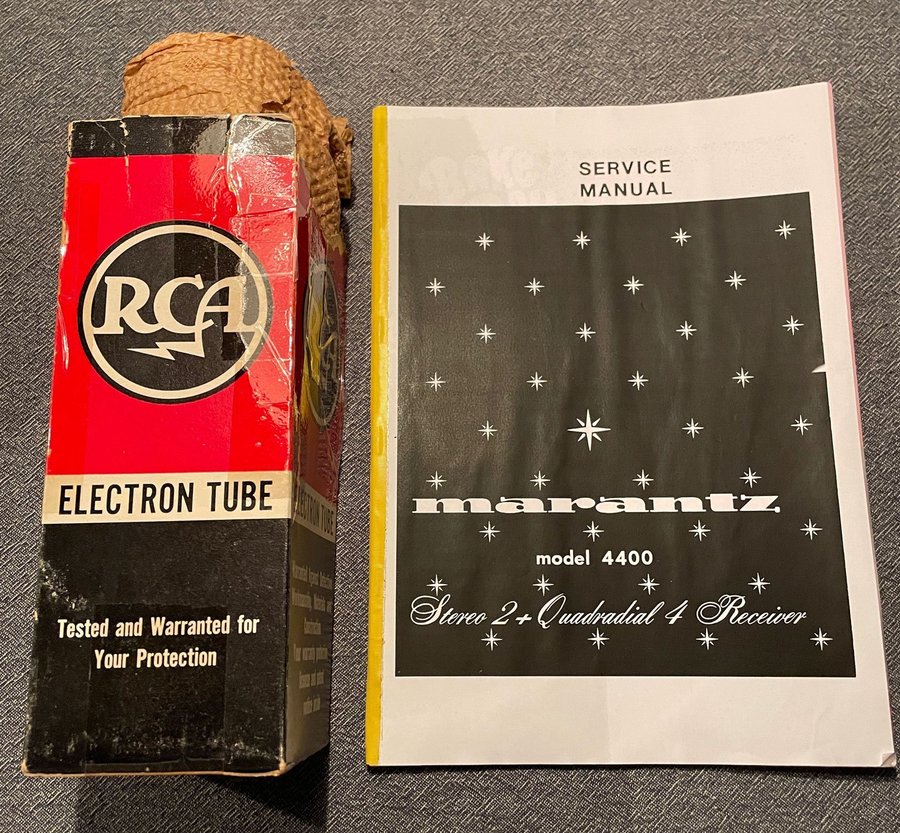 RCA
ELECTRON TUBE
Tested and Warranted for
Your Protection
ELECTRON TUBE
SERVICE
MANUAL
marantz
model 4400
Stereo 2 + Quadradial 4 Receiver